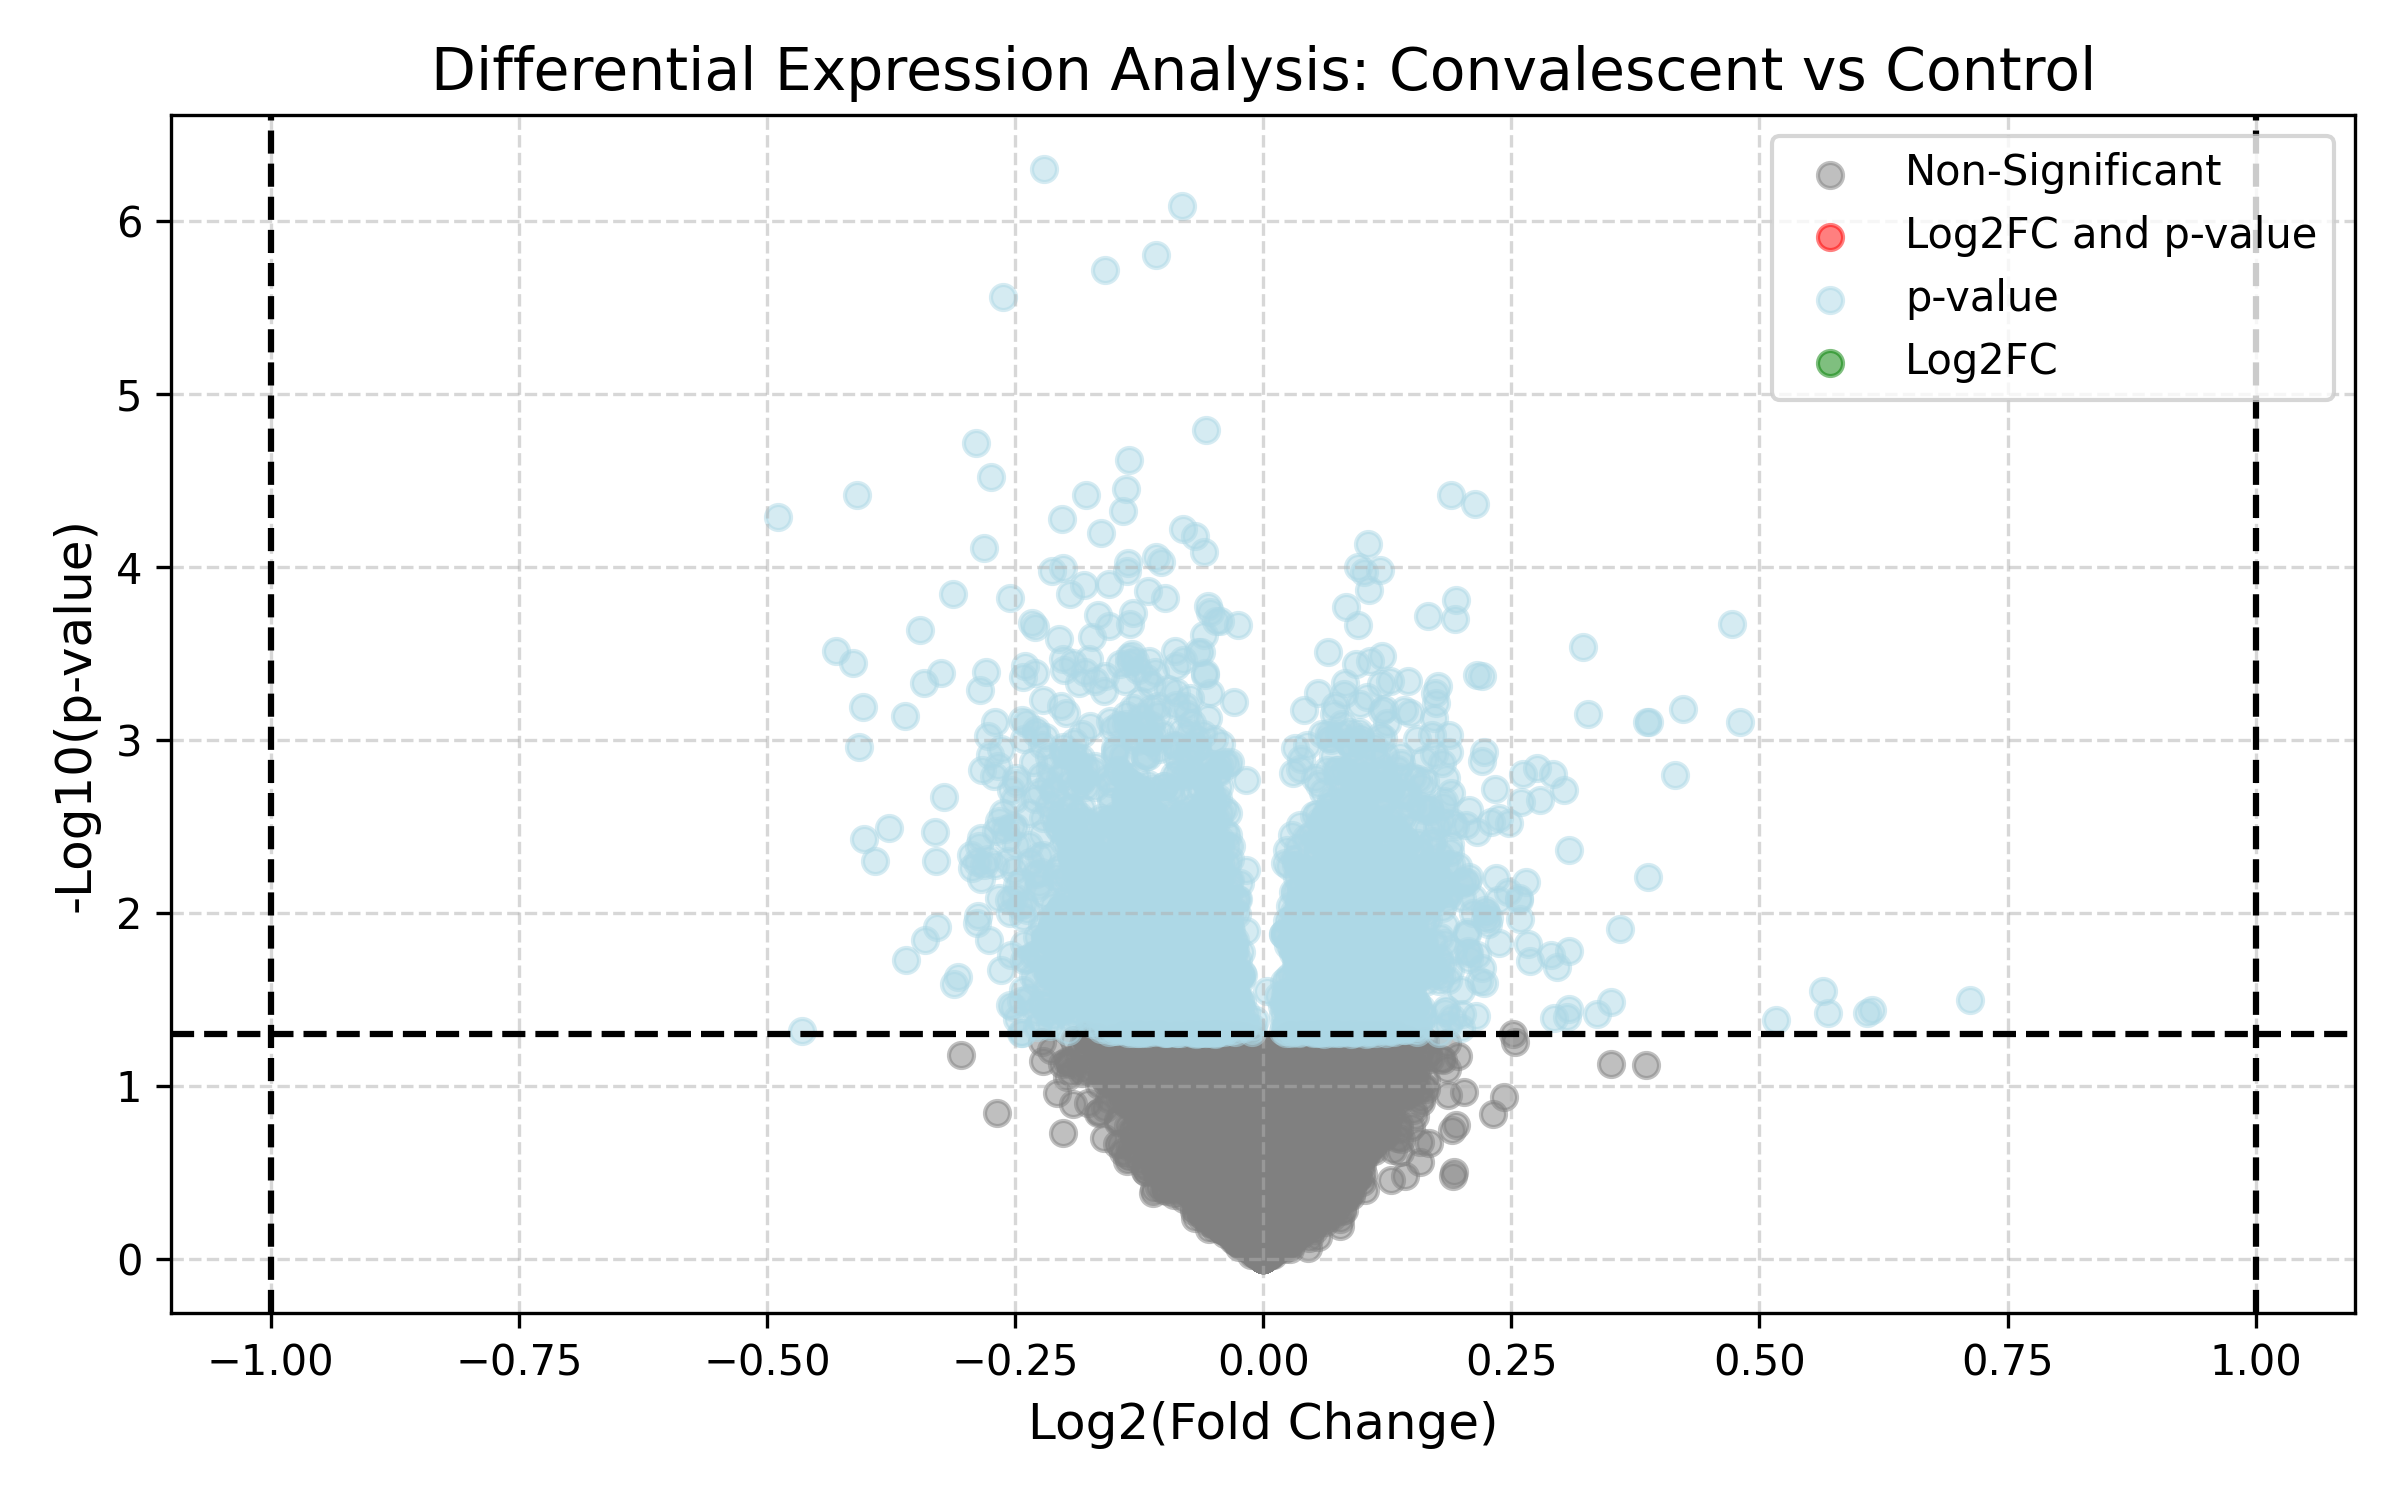 Differential Expression Analysis: Convalescent vs Control
Non-Significant
Log2FC and p-value
p-value
Log2FC
-Log10(p-value)
6
5
4
3
2
1
0
−1.00
−0.75
−0.50
−0.25
0.00
0.25
0.50
0.75
1.00
Log2(Fold Change)